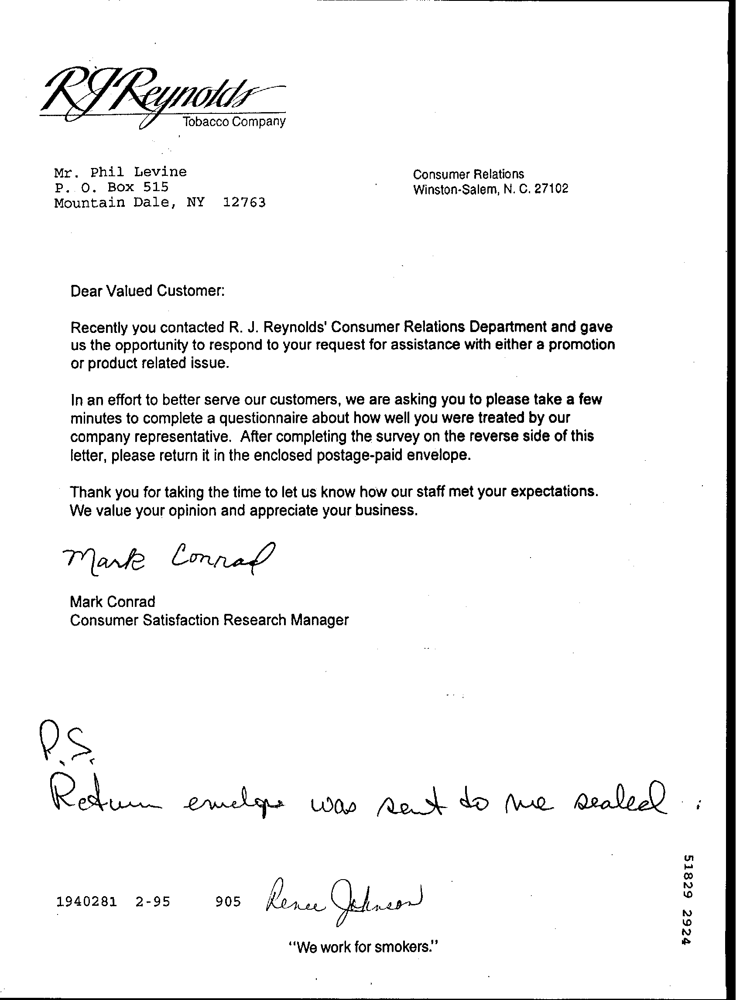 RJReynolds
Tobacco Company
Mr. Phil Levine
P. O. Box 515
Mountain Dale, NY 12763
Consumer Relations
Winston-Salem, N. C. 27102
Dear Valued Customer:
Recently you contacted R. J. Reynolds' Consumer Relations Department and gave
us the opportunity to respond to your request for assistance with either a promotion
or product related issue.
In an effort to better serve our customers, we are asking you to please take a few
minutes to complete a questionnaire about how well you were treated by our
company representative. After completing the survey on the reverse side of this
letter, please return it in the enclosed postage-paid envelope.
Thank you for taking the time to let us know how our staff met your expectations.
We value your opinion and appreciate your business.
Mark Conrad
Mark Conrad
Consumer Satisfaction Research Manager
P.S.
Return envelope was sent to me sealed
1940281 2-95 905 Renee Johnson
"We work for smokers."
51829 2924